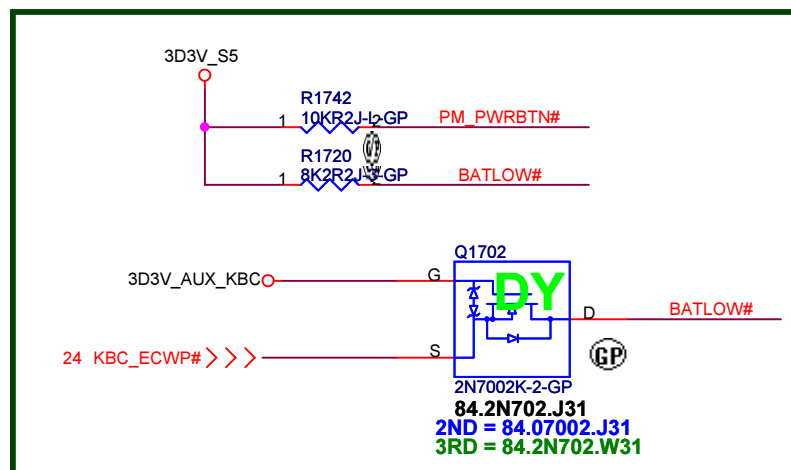 3D3V_S5
R1742
1 10KR2J-L-GP 2 PM_PWRBTN#
R1720
1 8K2R2J-3-GP 2 BATLOW#
Q1702
3D3V_AUX_KBC G
DY
D BATLOW#
24 KBC_ECWP# S
GP
2N7002K-2-GP
84.2N702.J31
2ND = 84.07002.J31
3RD = 84.2N702.W31